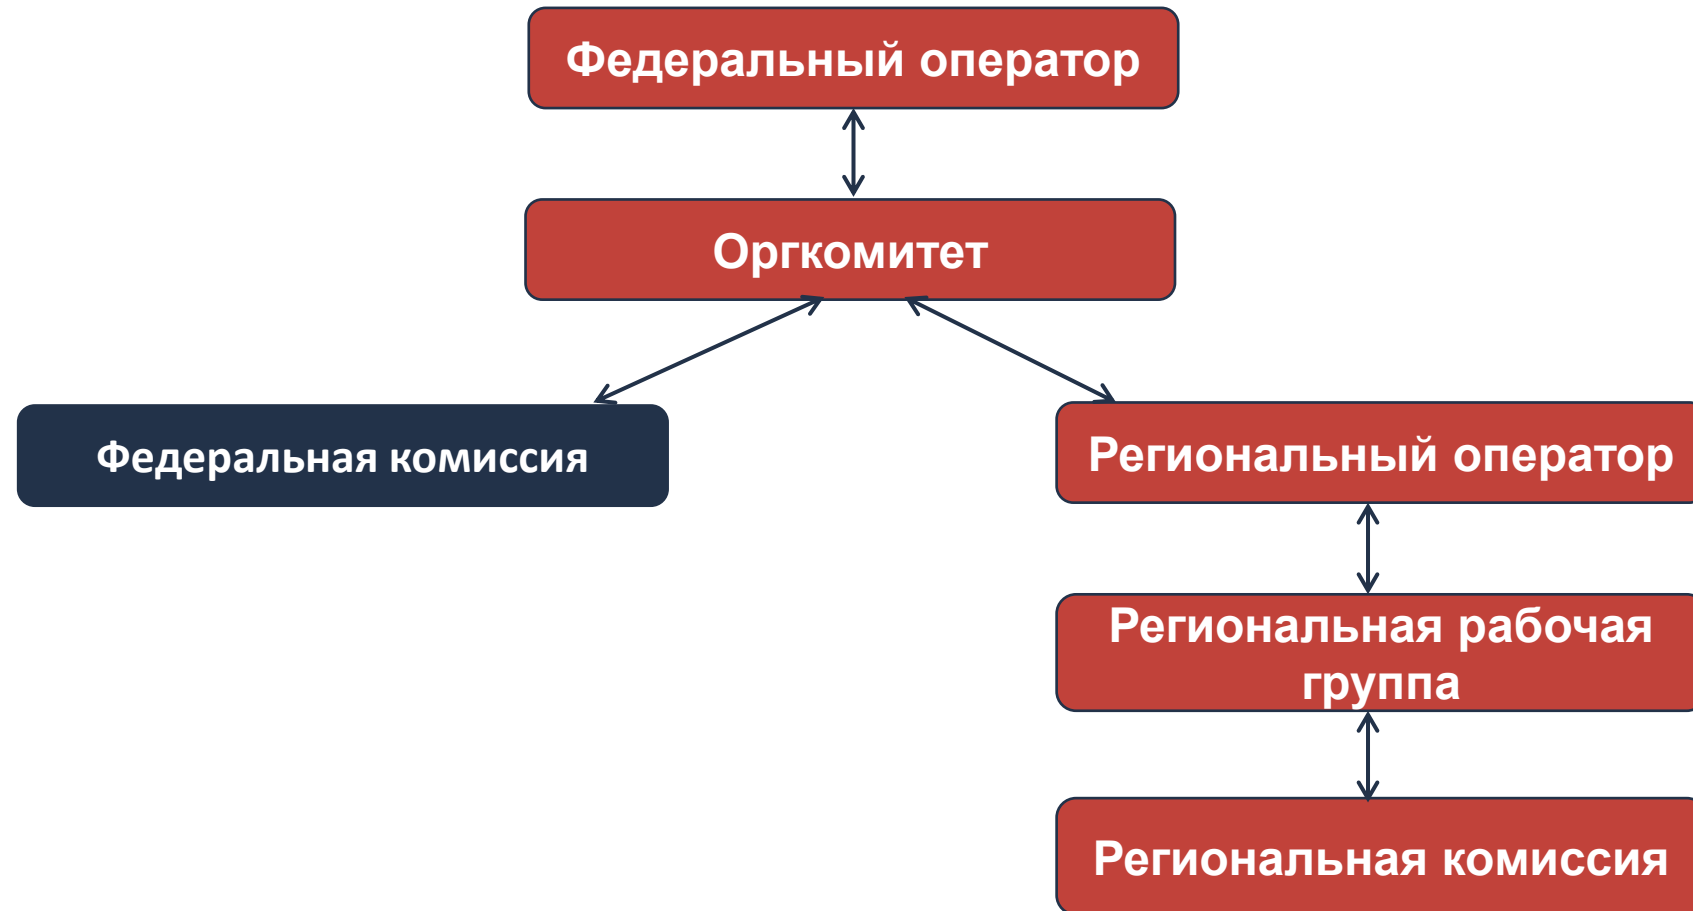 Федеральный оператор
Оргкомитет
Федеральная комиссия
Региональный оператор
Региональная рабочая
группа
Региональная комиссия